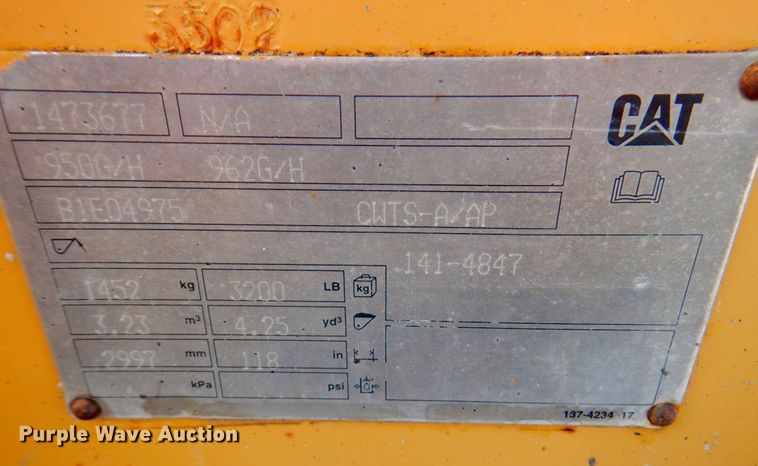 3502
1473677 N/A
CAT
950G/H 962G/H
B1E04975 CWTS-A/AP
141-4847
1452 kg 3200 LB kg
3.23 m³ 4.25 yd³
2997 mm 118 in
kPa psi
137-4234 17
Purple Wave Auction